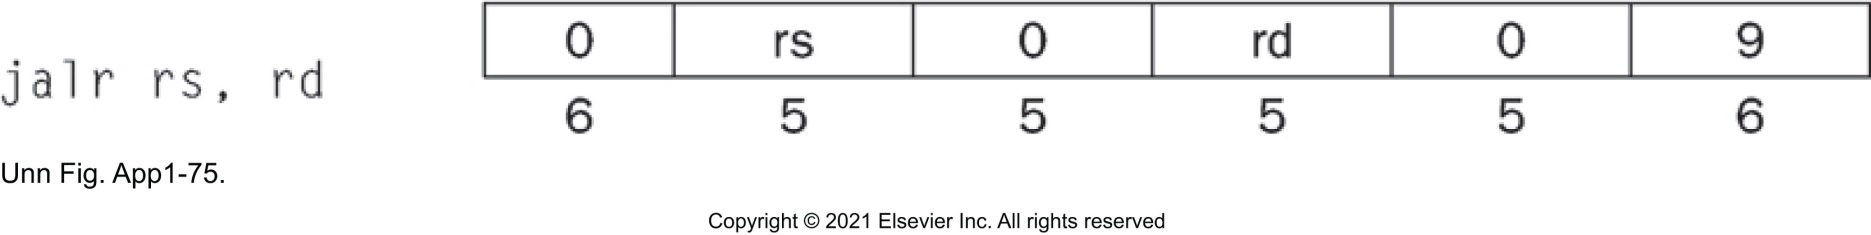 0 rs 0 rd 0 9
jalr rs, rd
6 5 5 5 5 6
Unn Fig. App1-75.
Copyright © 2021 Elsevier Inc. All rights reserved